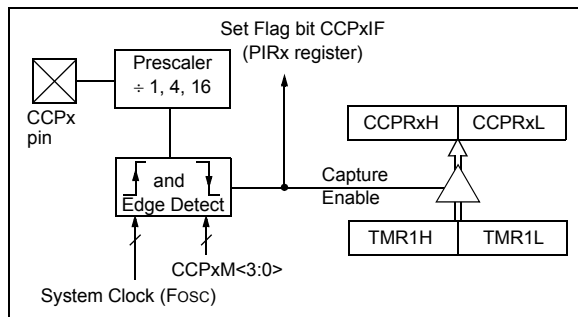 Set Flag bit CCPxIF
(PIRx register)
Prescaler
÷ 1, 4, 16
CCPx
pin
CCPRxH
CCPRxL
and
Edge Detect
Capture
Enable
TMR1H
TMR1L
CCPxM<3:0>
System Clock (FOSC)